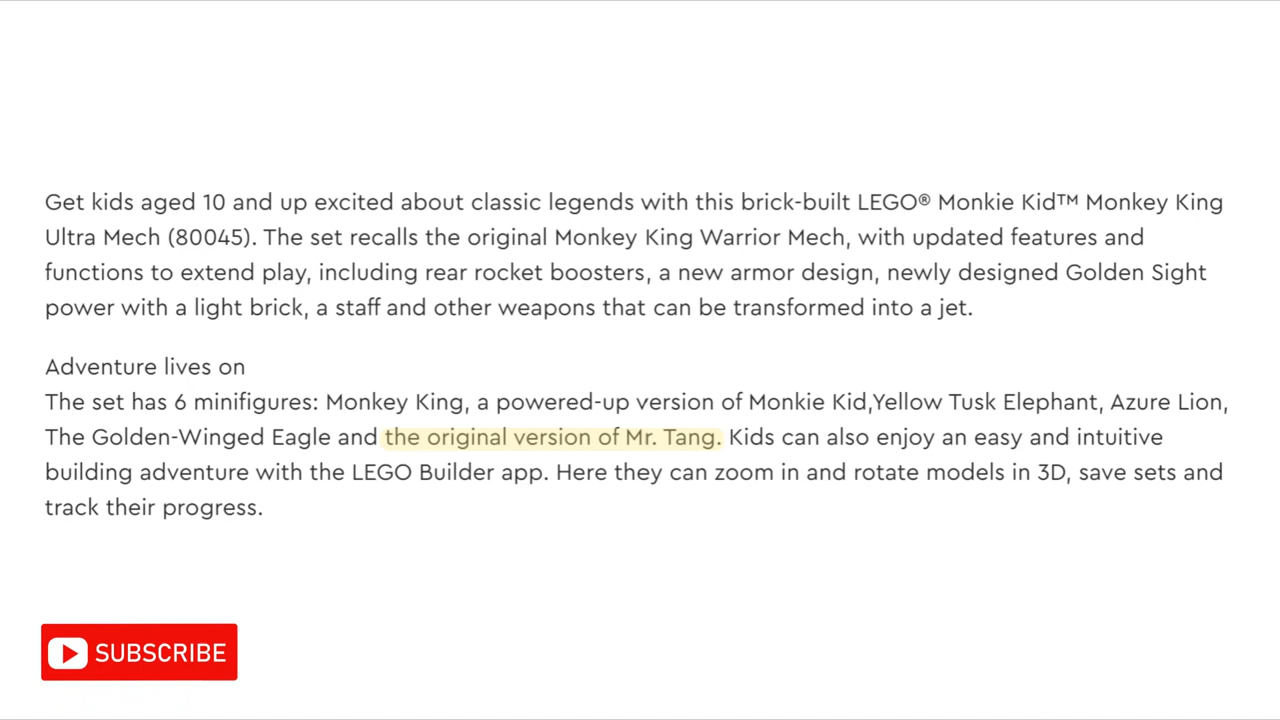 Get kids aged 10 and up excited about classic legends with this brick-built LEGO® Monkie Kid™ Monkey King
Ultra Mech (80045). The set recalls the original Monkey King Warrior Mech, with updated features and
functions to extend play, including rear rocket boosters, a new armor design, newly designed Golden Sight
power with a light brick, a staff and other weapons that can be transformed into a jet.
Adventure lives on
The set has 6 minifigures: Monkey King, a powered-up version of Monkie Kid,Yellow Tusk Elephant, Azure Lion,
The Golden-Winged Eagle and the original version of Mr. Tang. Kids can also enjoy an easy and intuitive
building adventure with the LEGO Builder app. Here they can zoom in and rotate models in 3D, save sets and
track their progress.
SUBSCRIBE